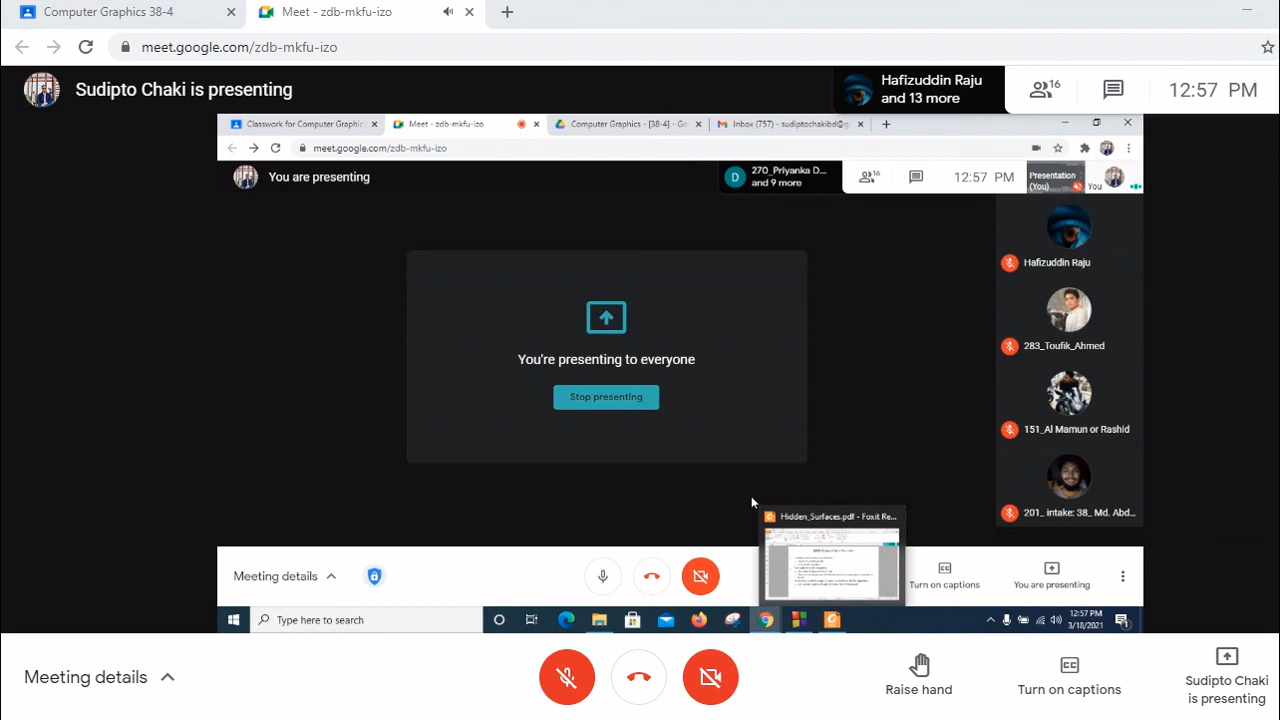 Computer Graphics 38-4
Meet - zdb-mkfu-izo
meet.google.com/zdb-mkfu-izo
Sudipto Chaki is presenting
Hafizuddin Raju
and 13 more
16
12:57 PM
Classwork for Computer Graphic
Meet - zdb-mkfu-izo
Computer Graphics - [38-4] - Go
Inbox (757) - sudiptochakibd@g
meet.google.com/zdb-mkfu-izo
You are presenting
D
270_Priyanka D...
and 9 more
16
12:57 PM
Presentation
(You)
You
Hafizuddin Raju
283_Toufik_Ahmed
151_Al Mamun or Rashid
201_ intake: 38_ Md. Abd...
You're presenting to everyone
Stop presenting
Hidden_Surfaces.pdf - Foxit Re...
Meeting details
Turn on captions
You are presenting
Type here to search
12:57 PM
3/18/2021
Meeting details
Raise hand
Turn on captions
Sudipto Chaki
is presenting